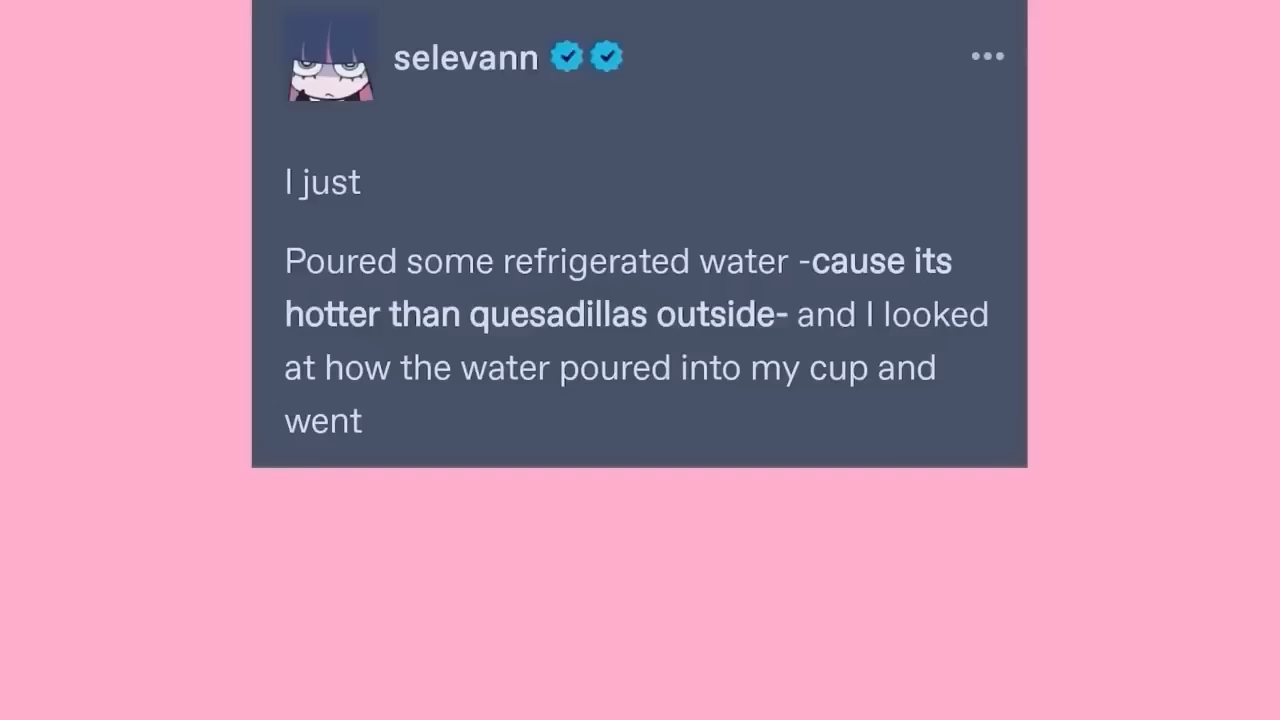 selevann
I just
Poured some refrigerated water -cause its
hotter than quesadillas outside- and I looked
at how the water poured into my cup and
went